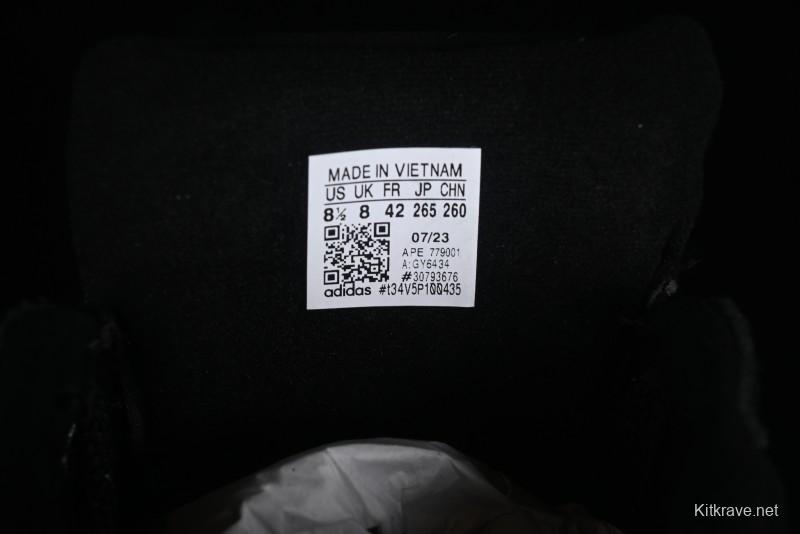 MADE IN VIETNAM
US UK FR JP CHN
8½ 8 42 265 260
07/23
APE 779001
A:GY6434
#30793676
adidas #t34V5P100435
Kitkrave.net